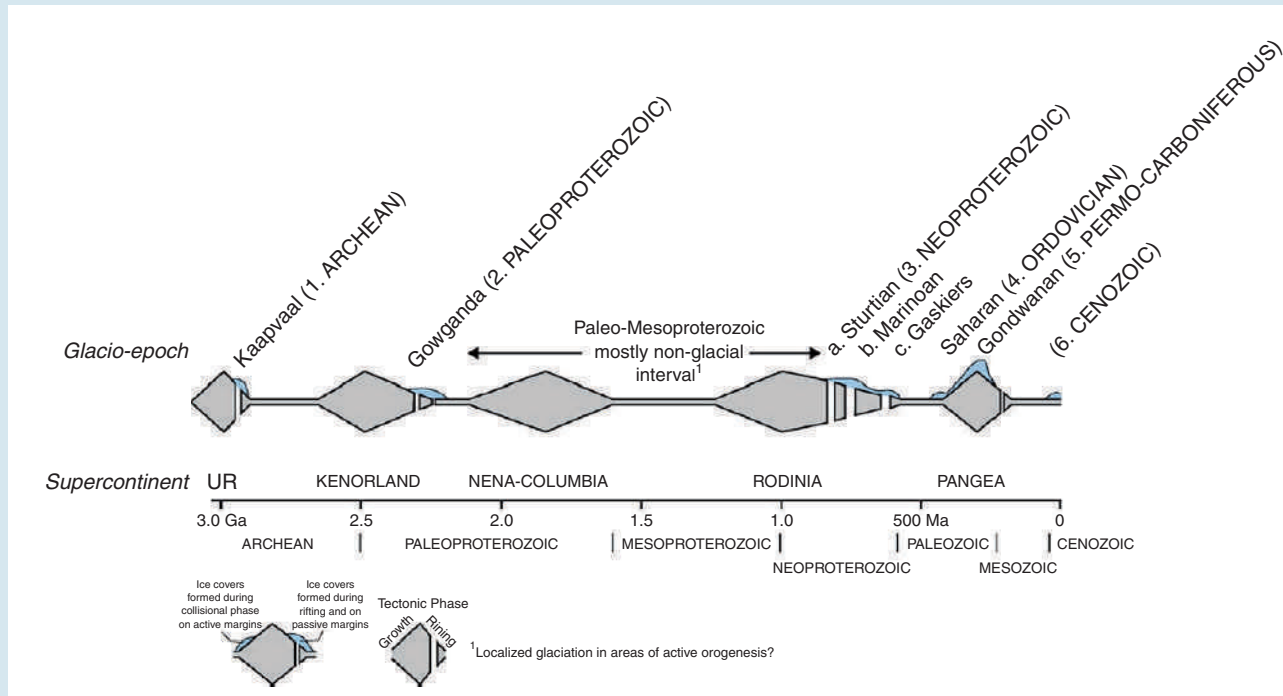 Kaapvaal (1. ARCHEAN)
Gowganda (2. PALEOPROTEROZOIC)
a. Sturtian (3. NEOPROTEROZOIC)
b. Marinoan
c. Gaskiers
Saharan (4. ORDOVICIAN)
Gondwanan (5. PERMO-CARBONIFEROUS)
(6. CENOZOIC)
Glacio-epoch
Paleo-Mesoproterozoic
mostly non-glacial
interval1
Supercontinent UR KENORLAND NENA-COLUMBIA RODINIA PANGEA
3.0 Ga 2.5 2.0 1.5 1.0 500 Ma 0
ARCHEAN PALEOPROTEROZOIC MESOPROTEROZOIC PALEOZOIC CENOZOIC
NEOPROTEROZOIC MESOZOIC
Ice covers
formed during
collisional phase
on active margins
Ice covers
formed during
rifting and on
passive margins
Tectonic Phase
Growth
Rining
1Localized glaciation in areas of active orogenesis?